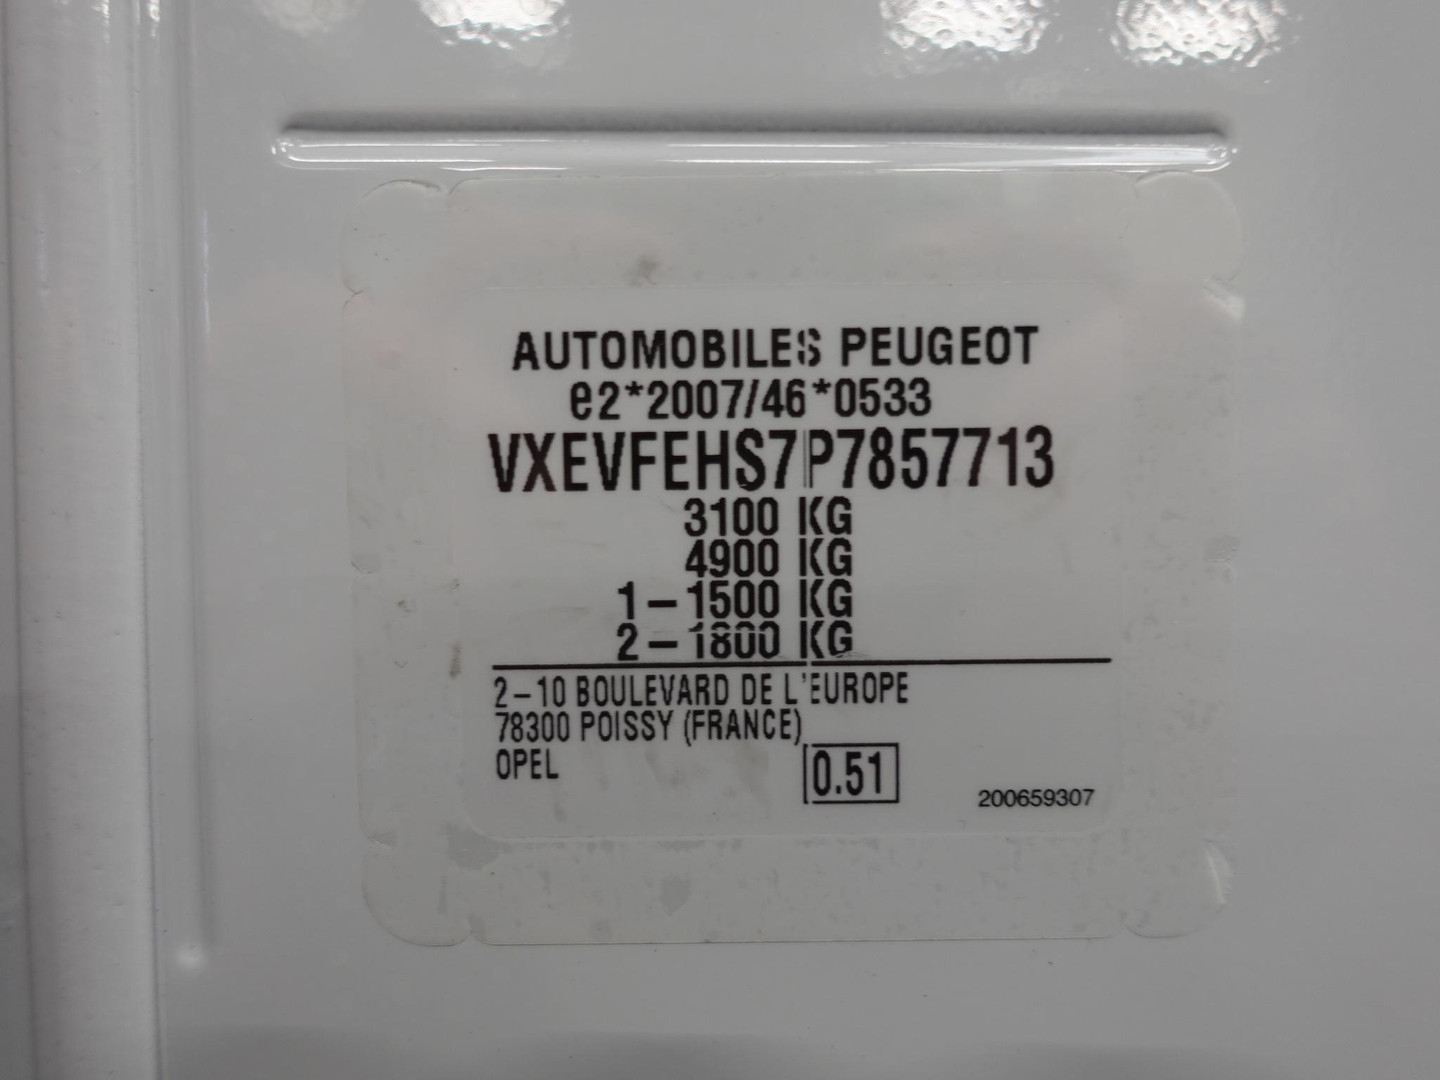 AUTOMOBILES PEUGEOT
e2*2007/46*0533
VXEVFEHS7P7857713
3100 KG
4900 KG
1-1500 KG
2-1800 KG
2-10 BOULEVARD DE L'EUROPE
78300 POISSY (FRANCE)
OPEL
0.51
200659307